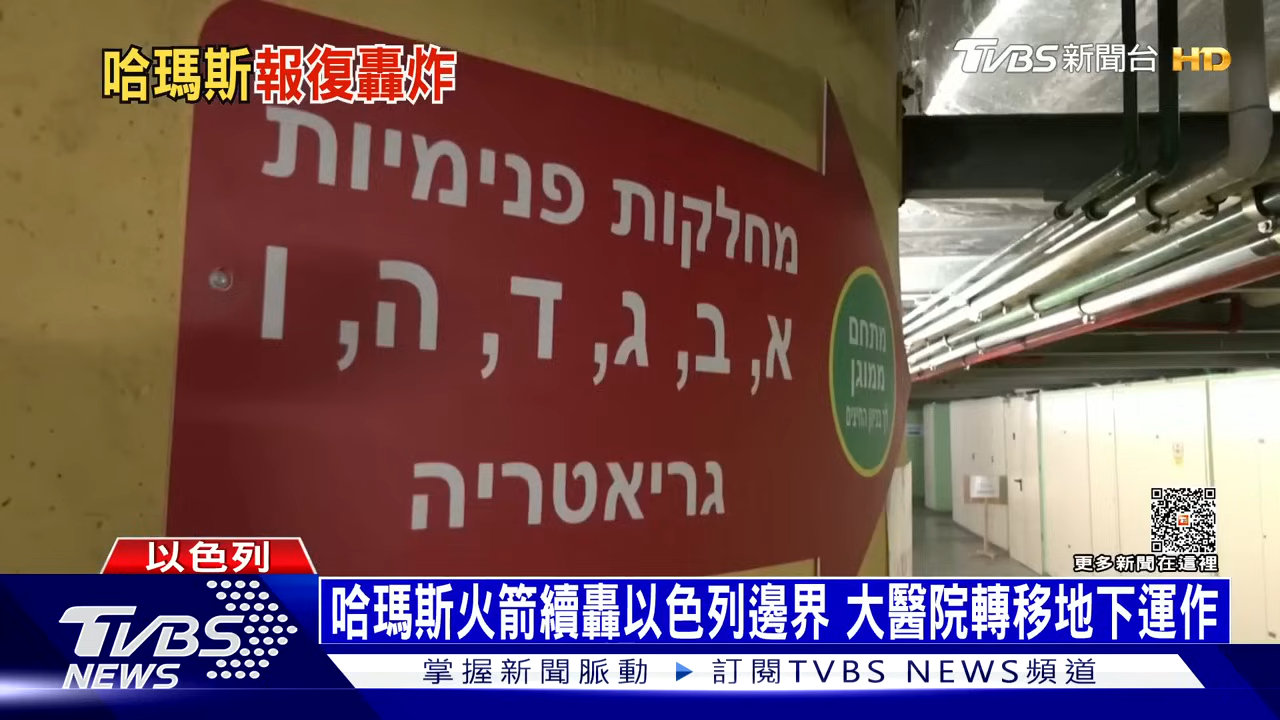 哈瑪斯報復轟炸
TVBS新聞台 HD
מחלקות פנימיות
א, ב, ג, ד, ה, ו
גריאטריה
מתחם
ממוגן
更多新聞在這裡
以色列
哈瑪斯火箭續轟以色列邊界 大醫院轉移地下運作
TVBS
NEWS
掌握新聞脈動 訂閱TVBS NEWS頻道